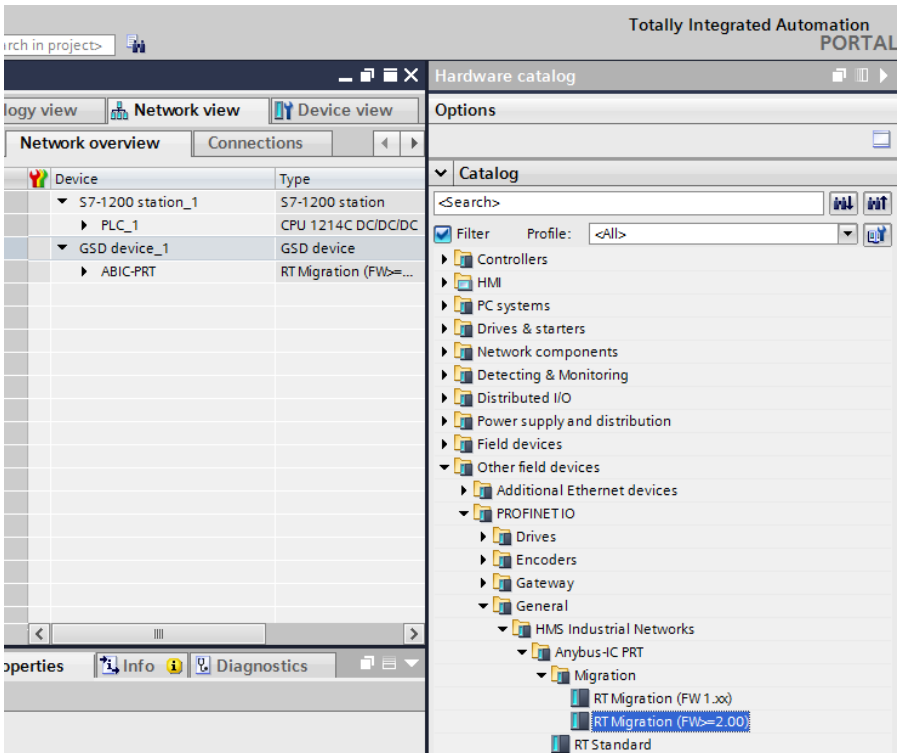 Totally Integrated Automation
PORTAL
rch in project>
Hardware catalog
logy view
Network view
Device view
Options
Network overview
Connections
Device
Type
Catalog
S7-1200 station_1
S7-1200 station
<Search>
PLC_1
CPU 1214C DC/DC/DC
Filter
Profile:
<All>
GSD device_1
GSD device
ABIC-PRT
RT Migration (FW>=...
Controllers
HMI
PC systems
Drives & starters
Network components
Detecting & Monitoring
Distributed I/O
Power supply and distribution
Field devices
Other field devices
Additional Ethernet devices
PROFINET IO
Drives
Encoders
Gateway
General
HMS Industrial Networks
Anybus-IC PRT
Migration
RT Migration (FW 1.xx)
RT Migration (FW>=2.00)
RT Standard
operties
Info
Diagnostics